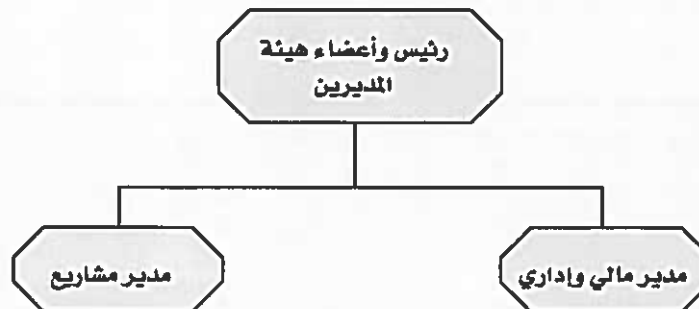 رئيس وأعضاء هيئة
المديرين
مدير مالي وإداري
مدير مشاريع